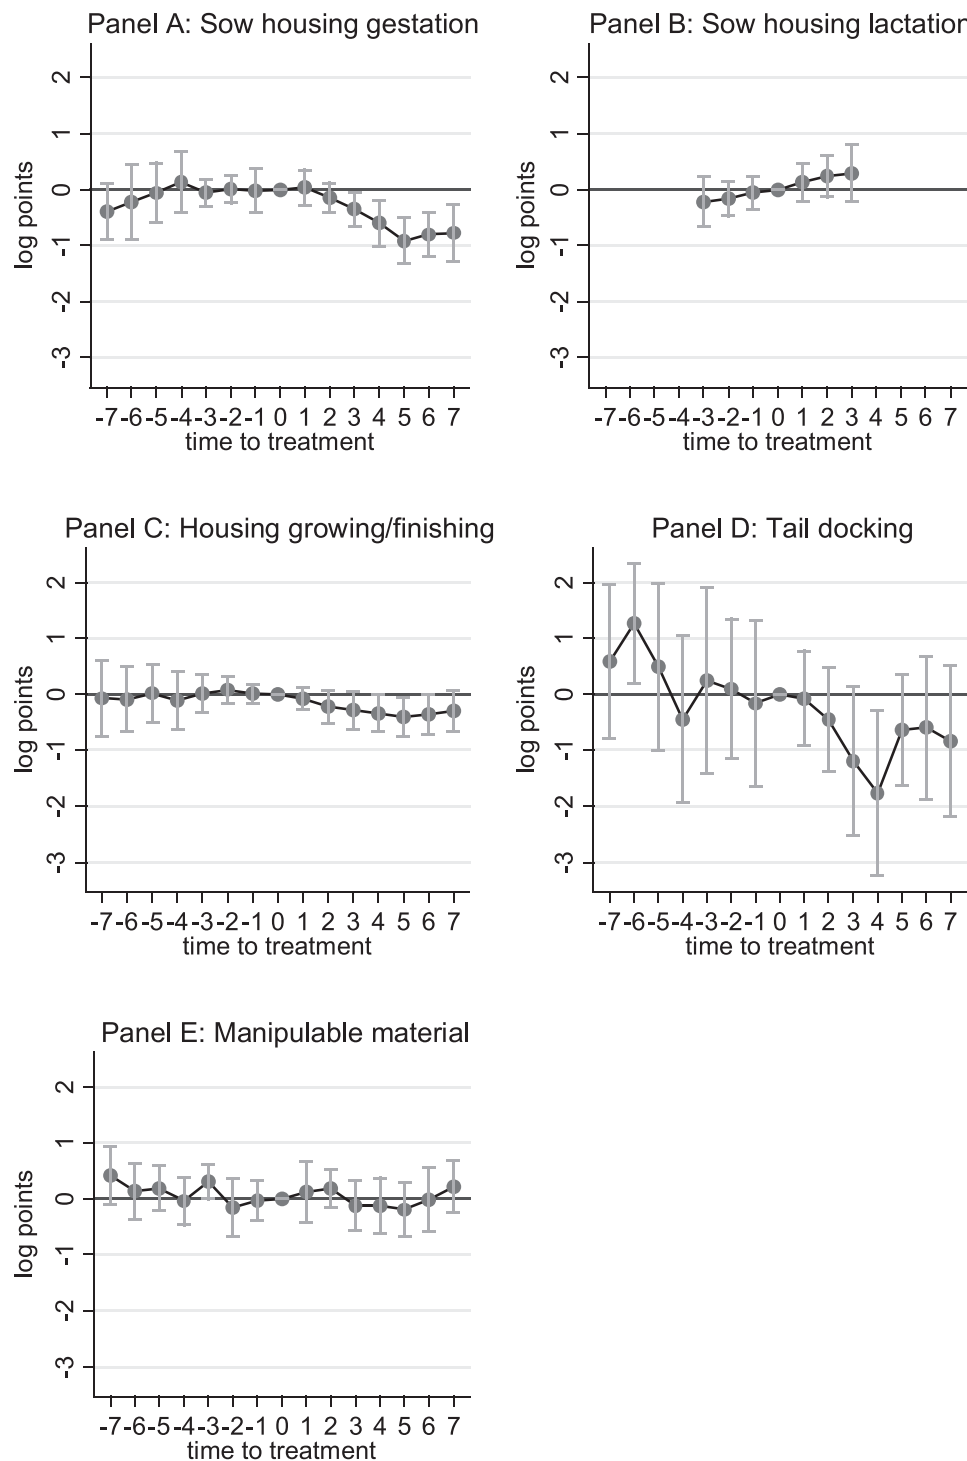 Panel A: Sow housing gestation
log points
2
1
0
-1
-2
-3
-7 -6 -5 -4 -3 -2 -1 0 1 2 3 4 5 6 7
time to treatment
Panel B: Sow housing lactation
log points
2
1
0
-1
-2
-3
-7 -6 -5 -4 -3 -2 -1 0 1 2 3 4 5 6 7
time to treatment
Panel C: Housing growing/finishing
log points
2
1
0
-1
-2
-3
-7 -6 -5 -4 -3 -2 -1 0 1 2 3 4 5 6 7
time to treatment
Panel D: Tail docking
log points
2
1
0
-1
-2
-3
-7 -6 -5 -4 -3 -2 -1 0 1 2 3 4 5 6 7
time to treatment
Panel E: Manipulable material
log points
2
1
0
-1
-2
-3
-7 -6 -5 -4 -3 -2 -1 0 1 2 3 4 5 6 7
time to treatment